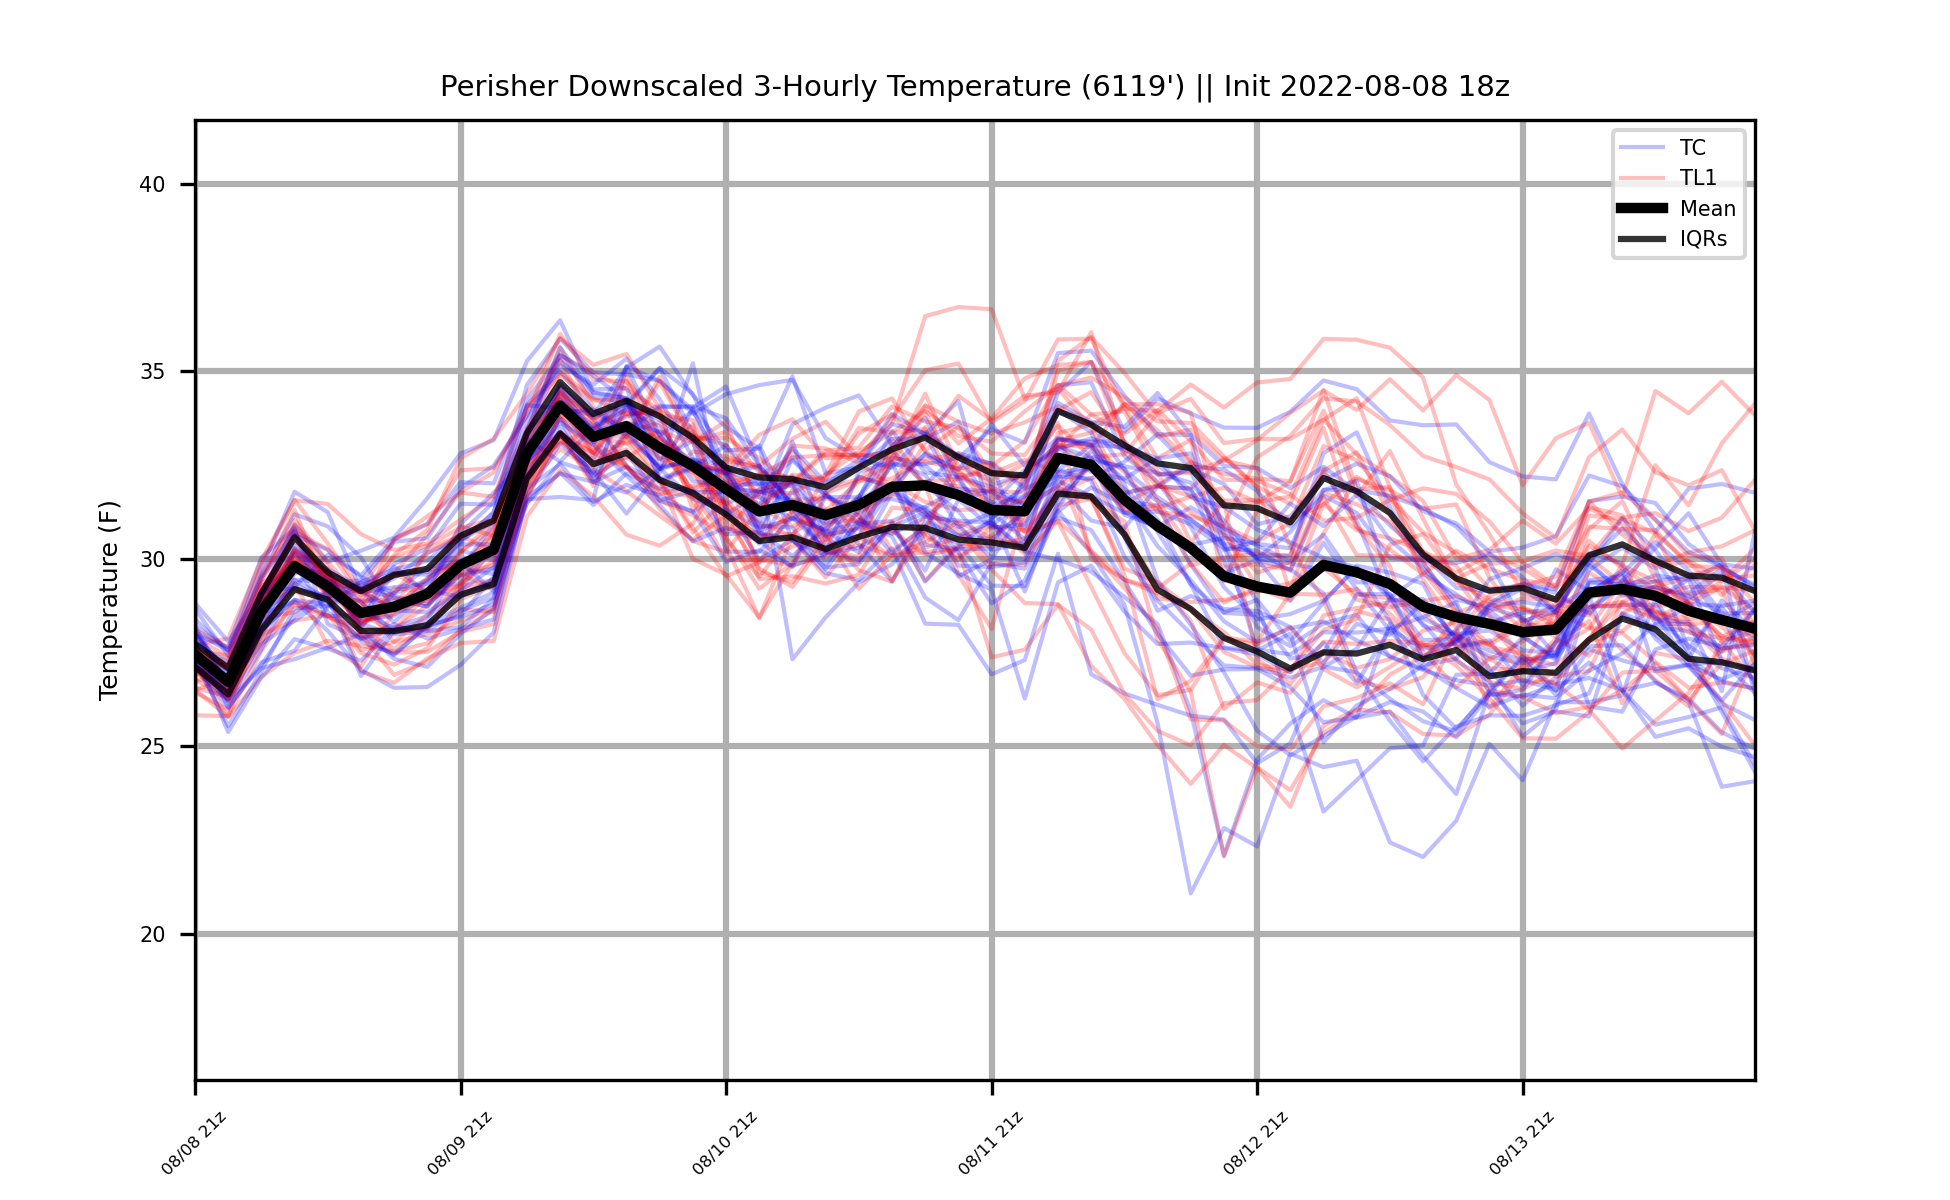 Perisher Downscaled 3-Hourly Temperature (6119') || Init 2022-08-08 18z
TC
TL1
Mean
IQRs
Temperature (F)
40
35
30
25
20
08/08 21z
08/09 21z
08/10 21z
08/11 21z
08/12 21z
08/13 21z